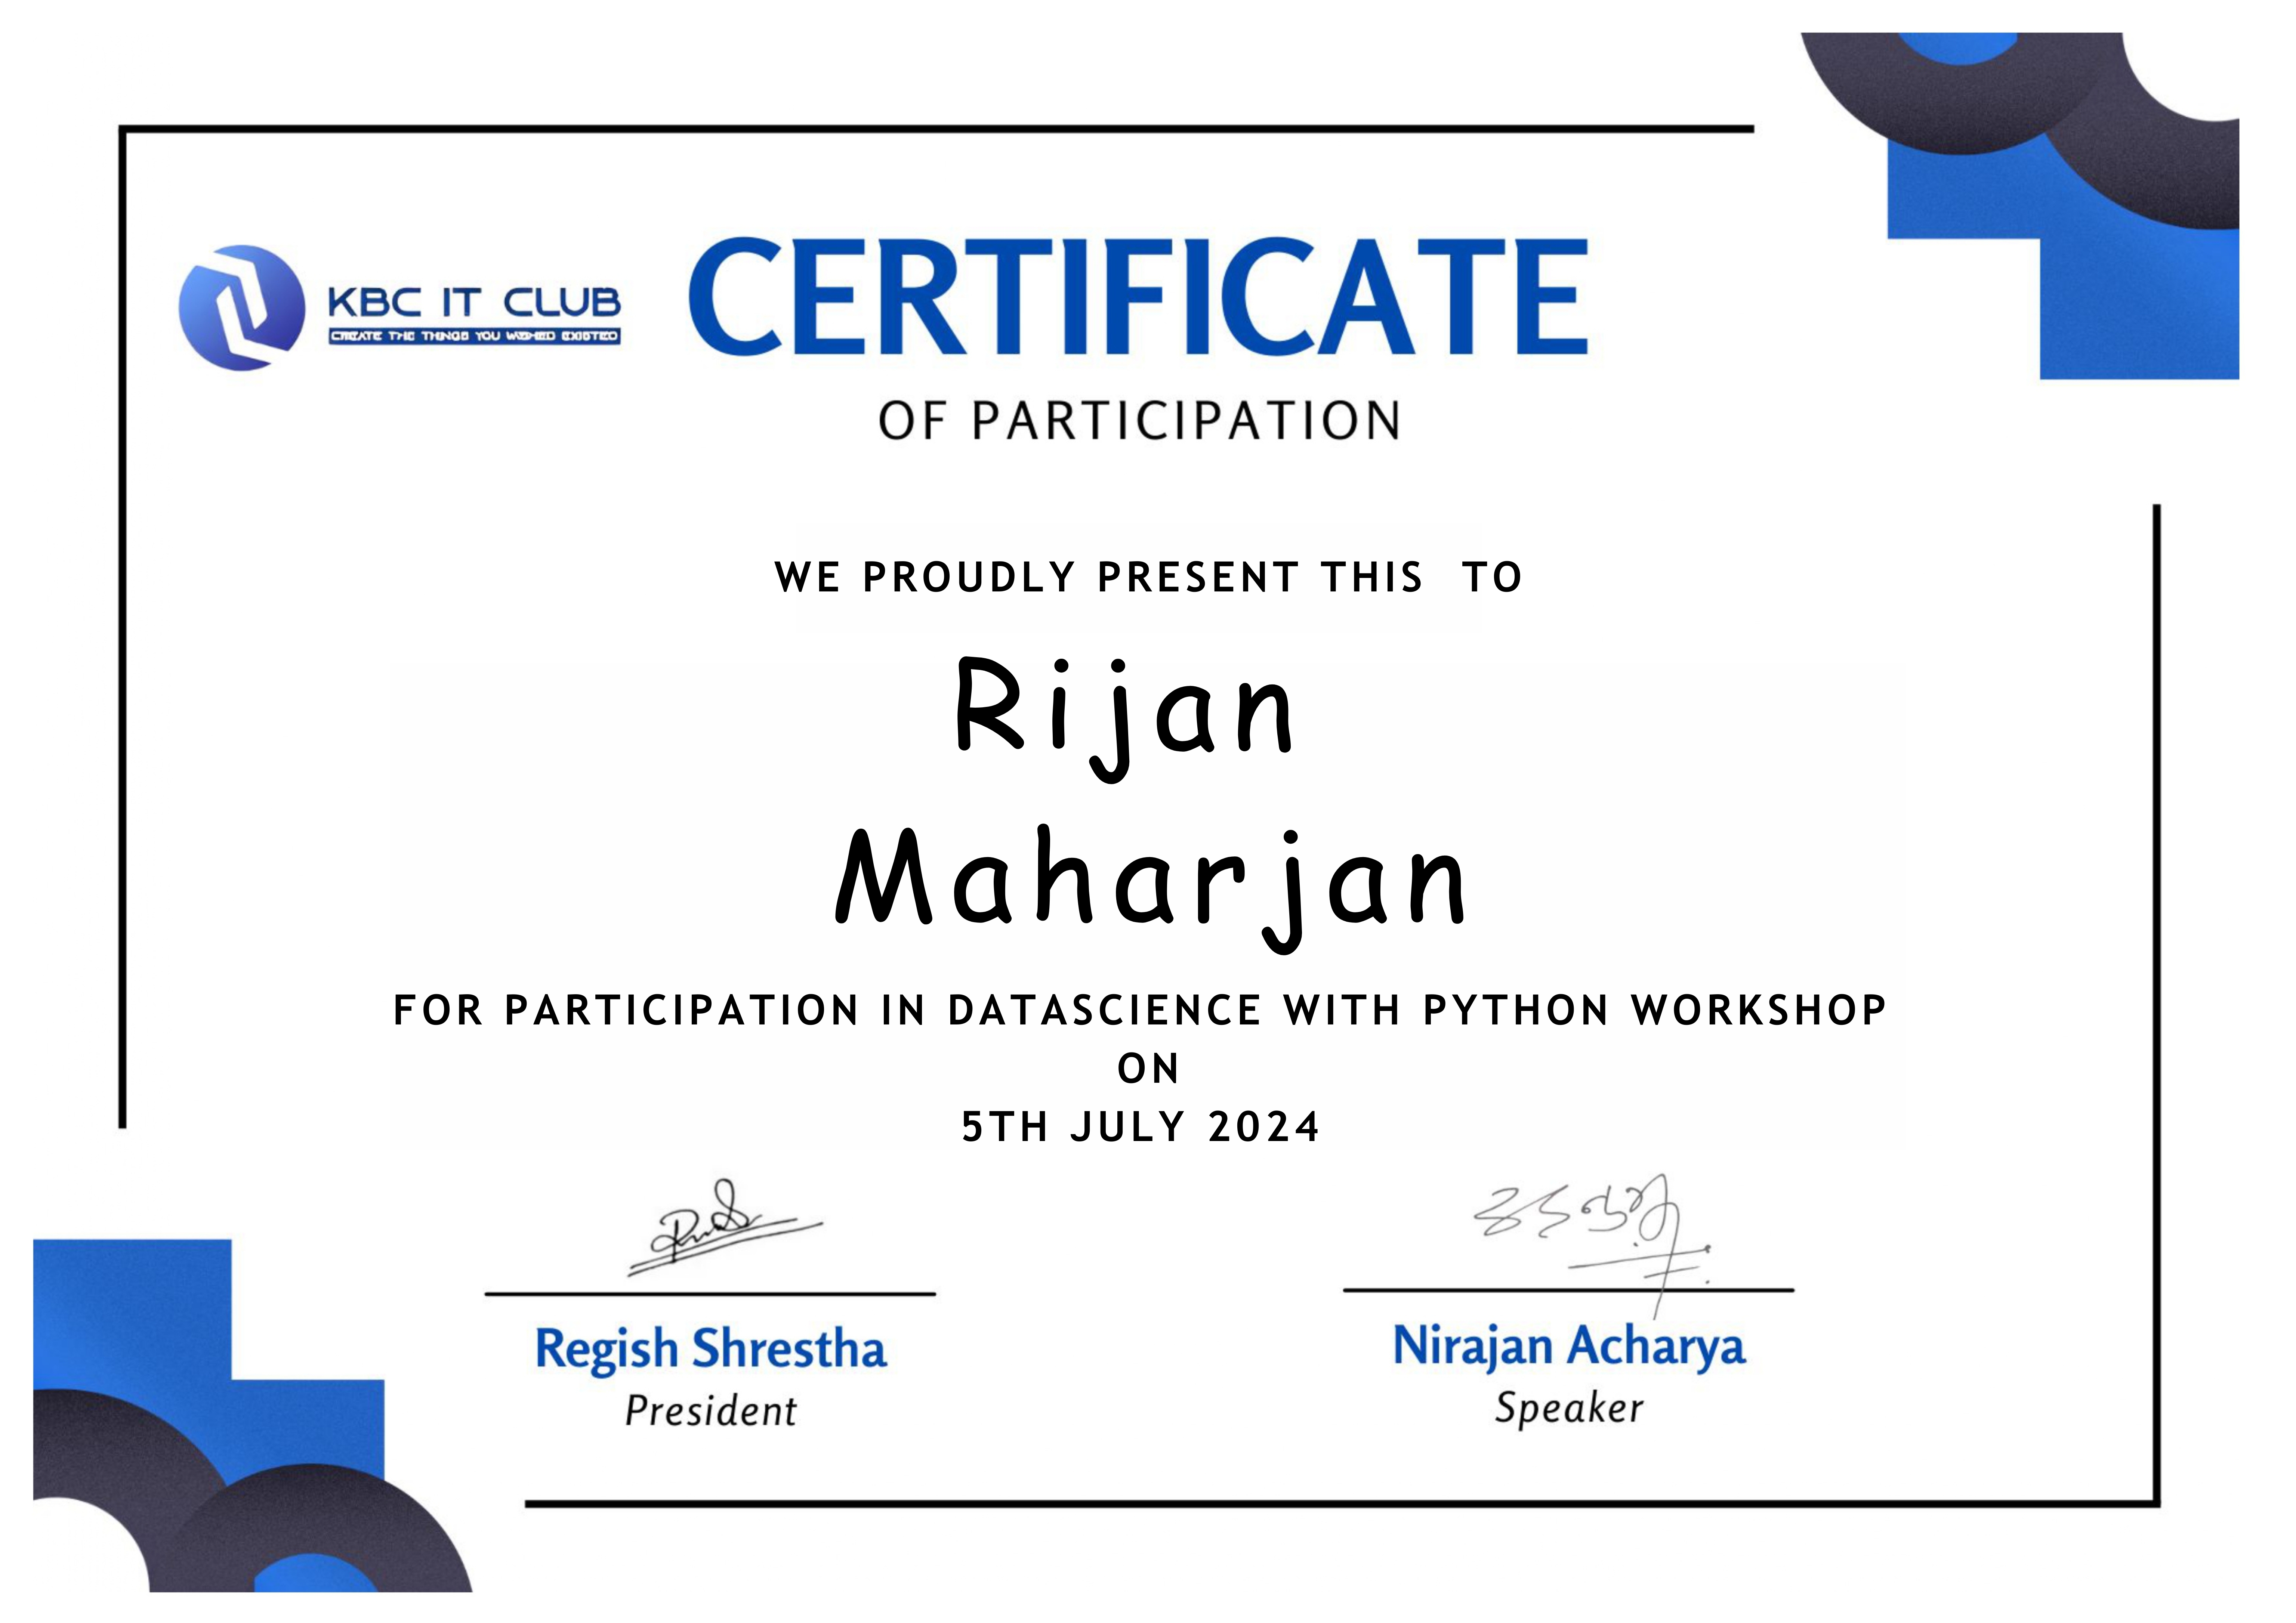 KBC IT CLUB
CREATE THE THINGS YOU WISHED EXISTED
CERTIFICATE
OF PARTICIPATION
WE PROUDLY PRESENT THIS  TO
Rijan
Maharjan
FOR PARTICIPATION IN DATASCIENCE WITH PYTHON WORKSHOP
ON
5TH JULY 2024
Regish Shrestha
President
Nirajan Acharya
Speaker